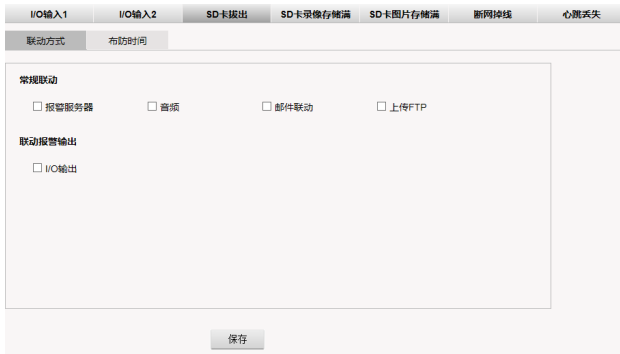 I/O输入1 I/O输入2 SD卡拔出 SD卡录像存储满 SD卡图片存储满 断网掉线 心跳丢失
联动方式 布防时间
常规联动
报警服务器 音频 邮件联动 上传FTP
联动报警输出
I/O输出
保存